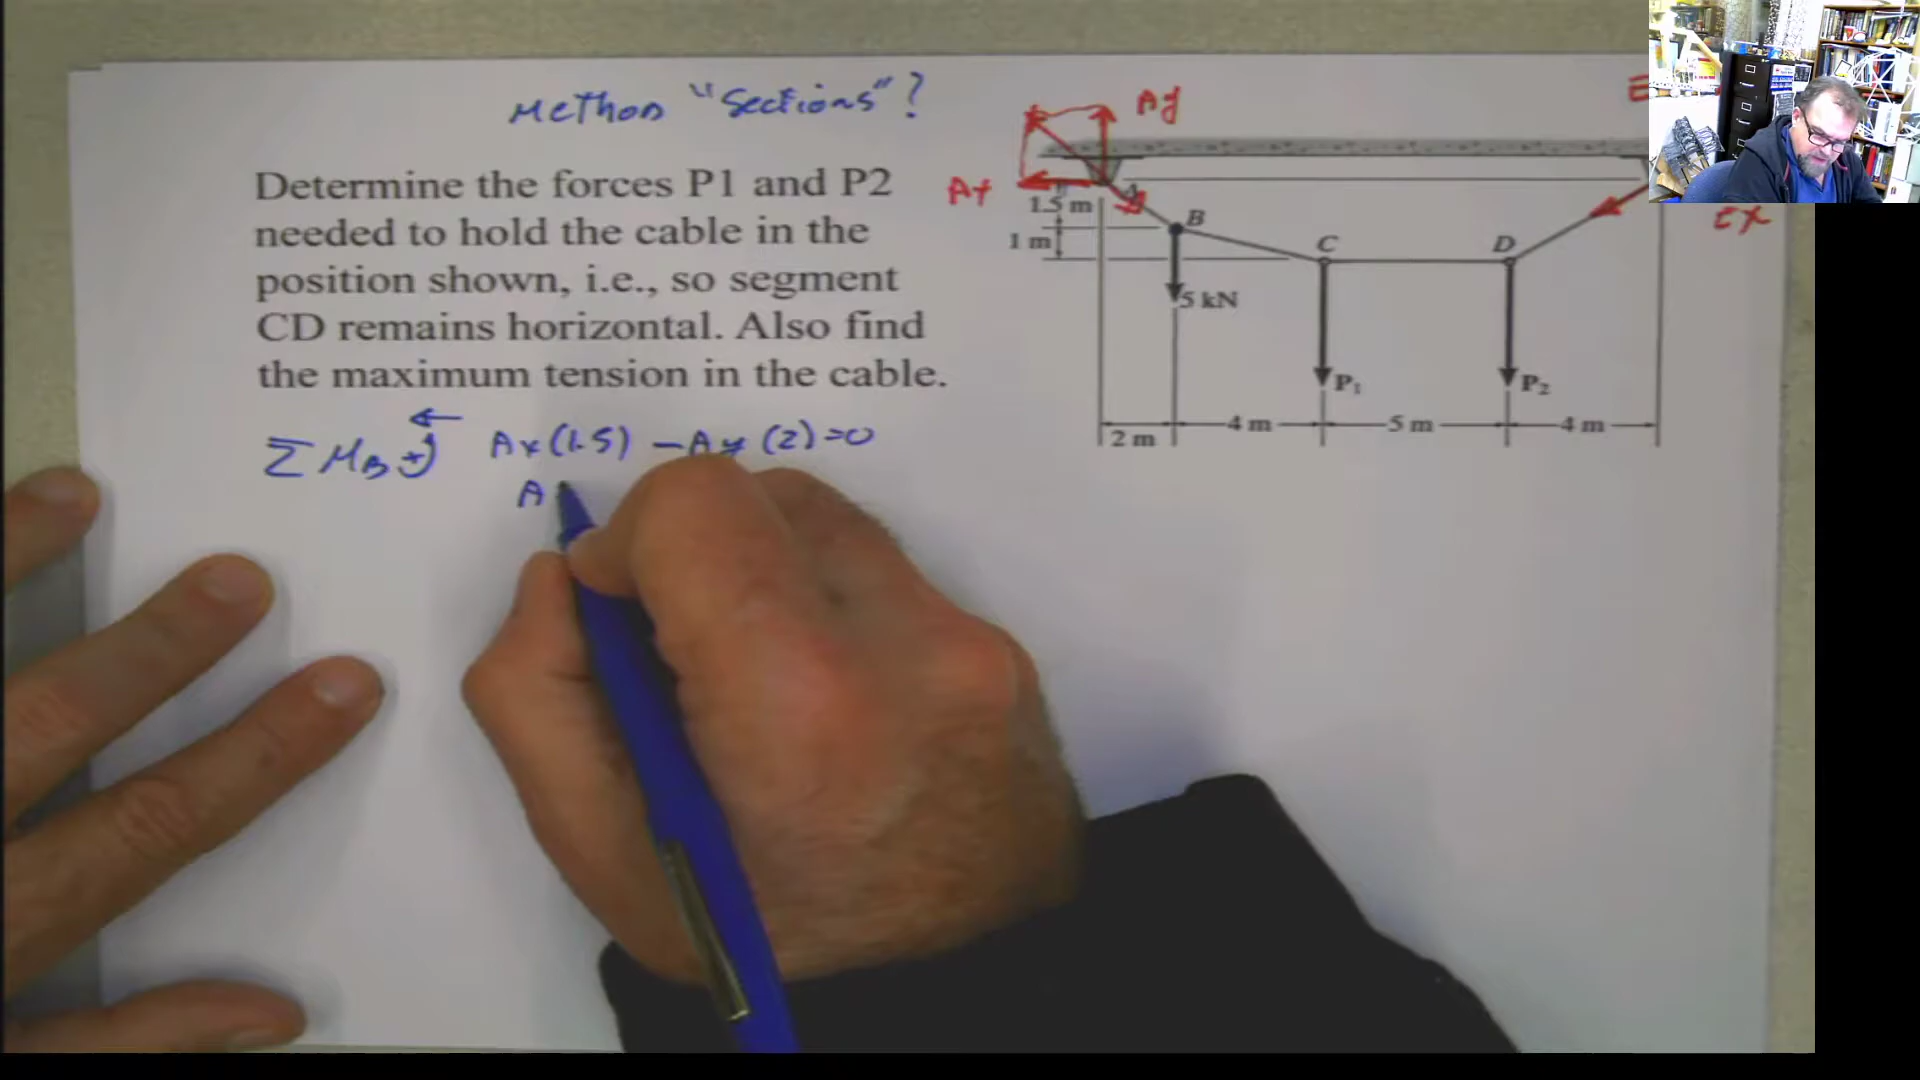 Method "Sections"?
Determine the forces P1 and P2
needed to hold the cable in the
position shown, i.e., so segment
CD remains horizontal. Also find
the maximum tension in the cable.
ΣMB + Ax(1.5) - Ay(2)=0
A
Ay
E
Ax
A
1.5 m
B
Ex
1 m
C
D
5 kN
P₁
P₂
2 m
4 m
5 m
4 m